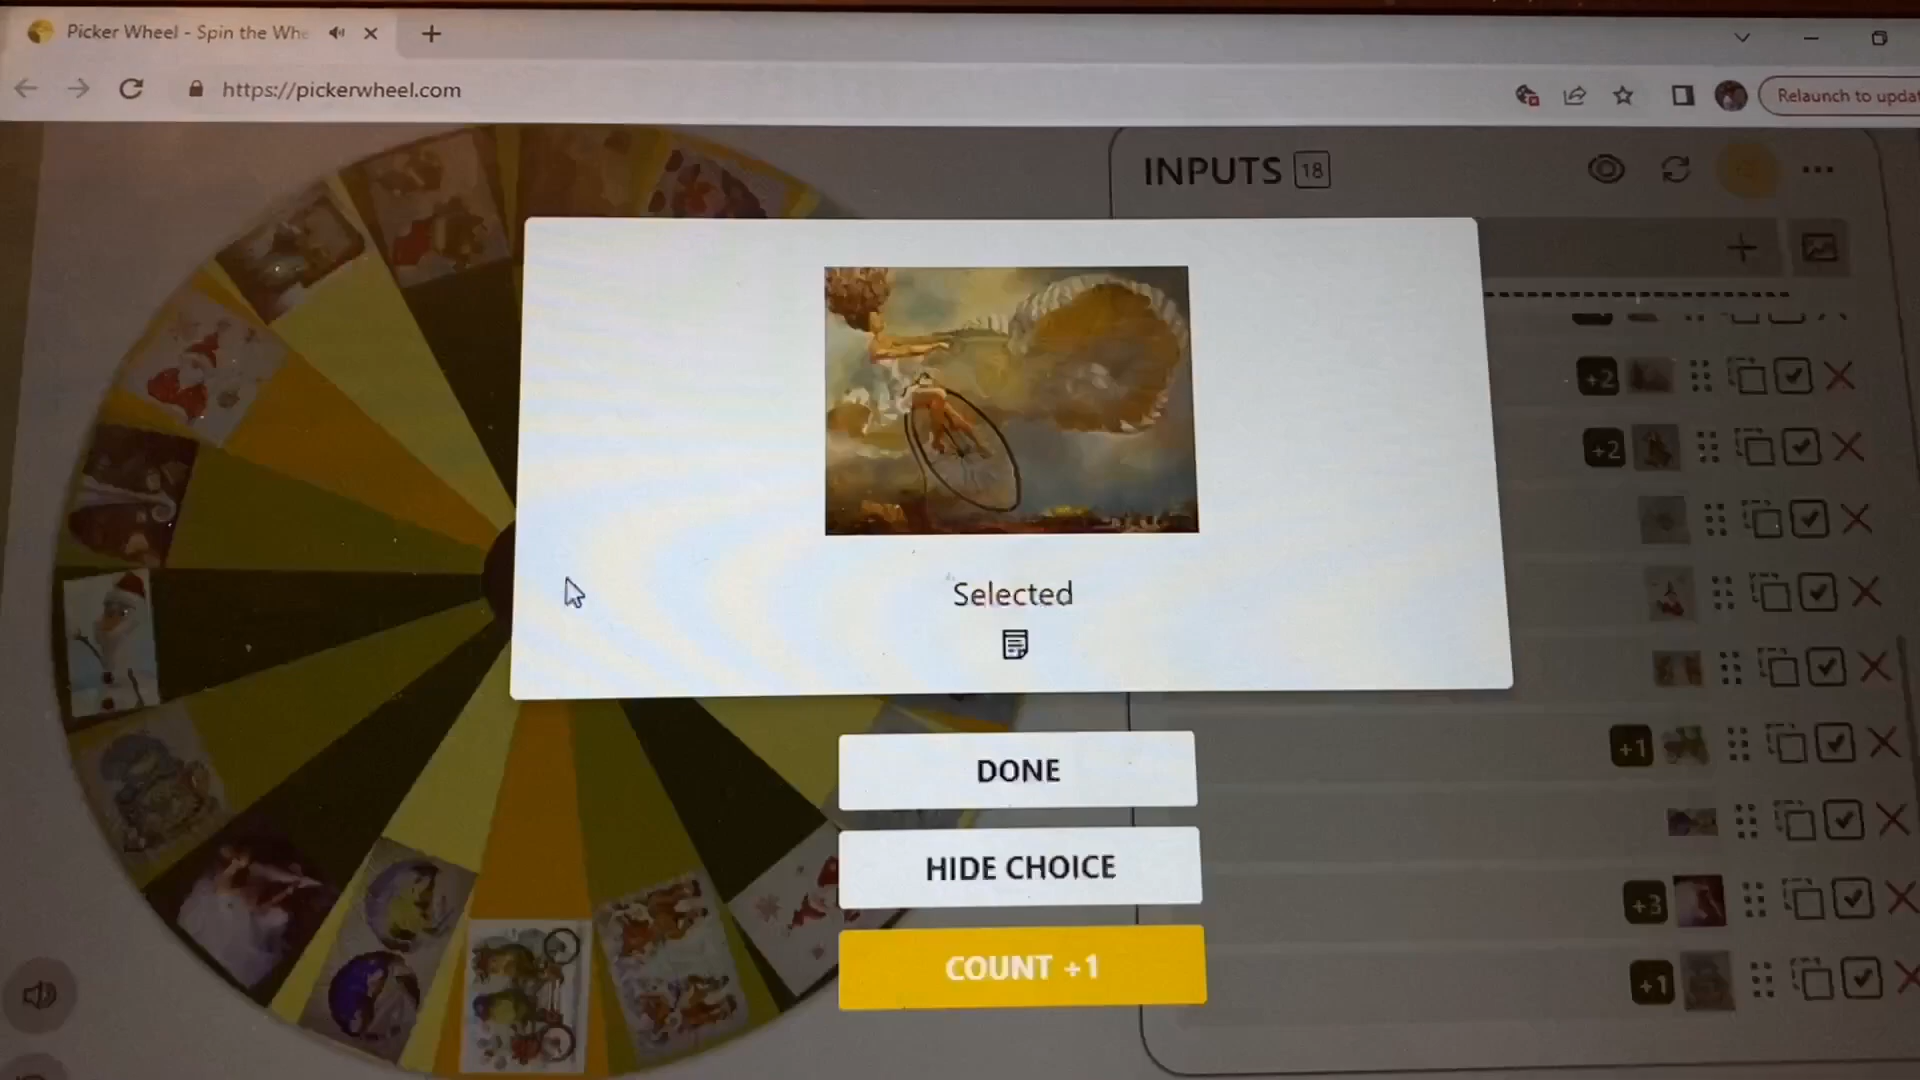 Picker Wheel - Spin the Whe
https://pickerwheel.com
Relaunch to updat
INPUTS 18
+2
+2
Selected
+1
DONE
HIDE CHOICE
+3
COUNT +1
+1